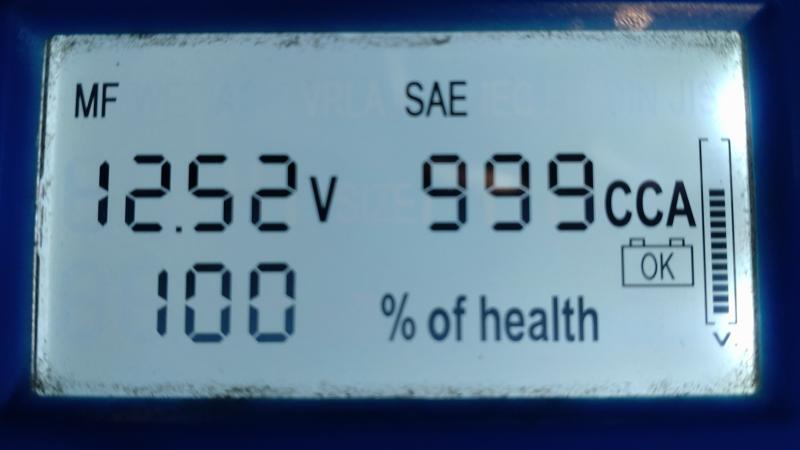 MF SAE
12.52 V 999 CCA
OK
100 % of health